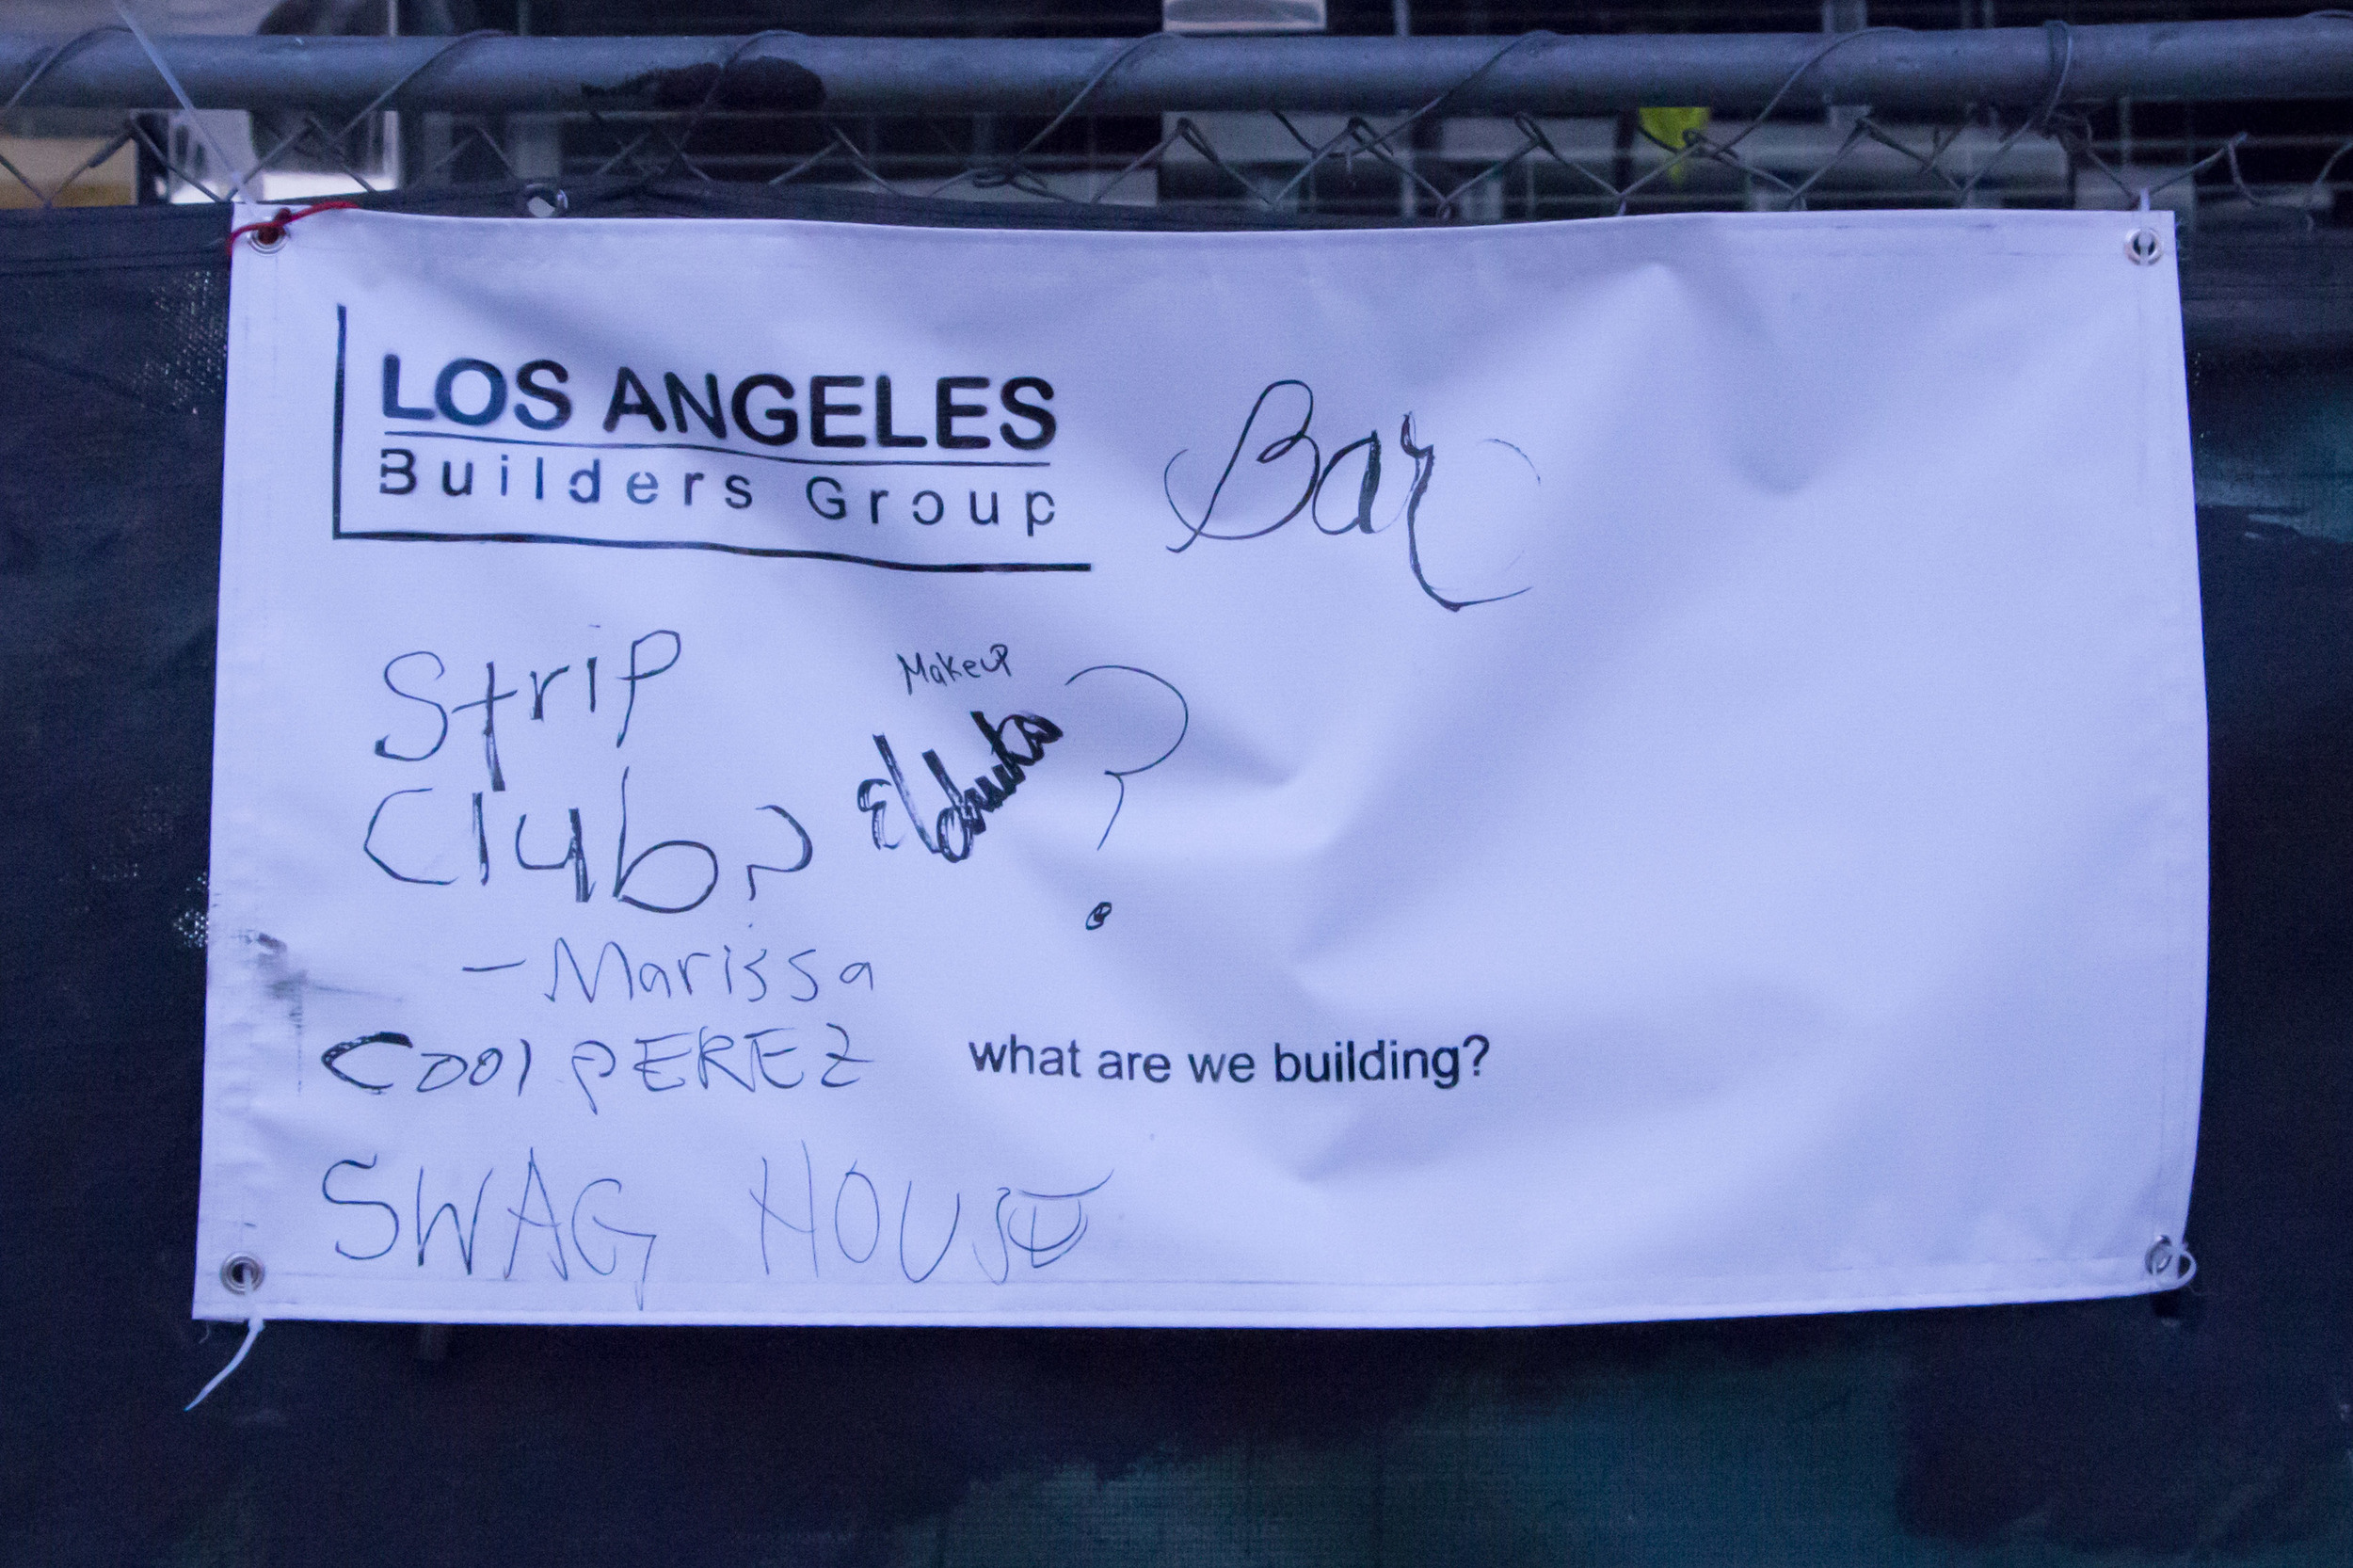 LOS ANGELES
Builders Group
Bar
Strip
Club?
Makeup
?
- Marissa
Cool PEREZ
what are we building?
SWAG HOUSE